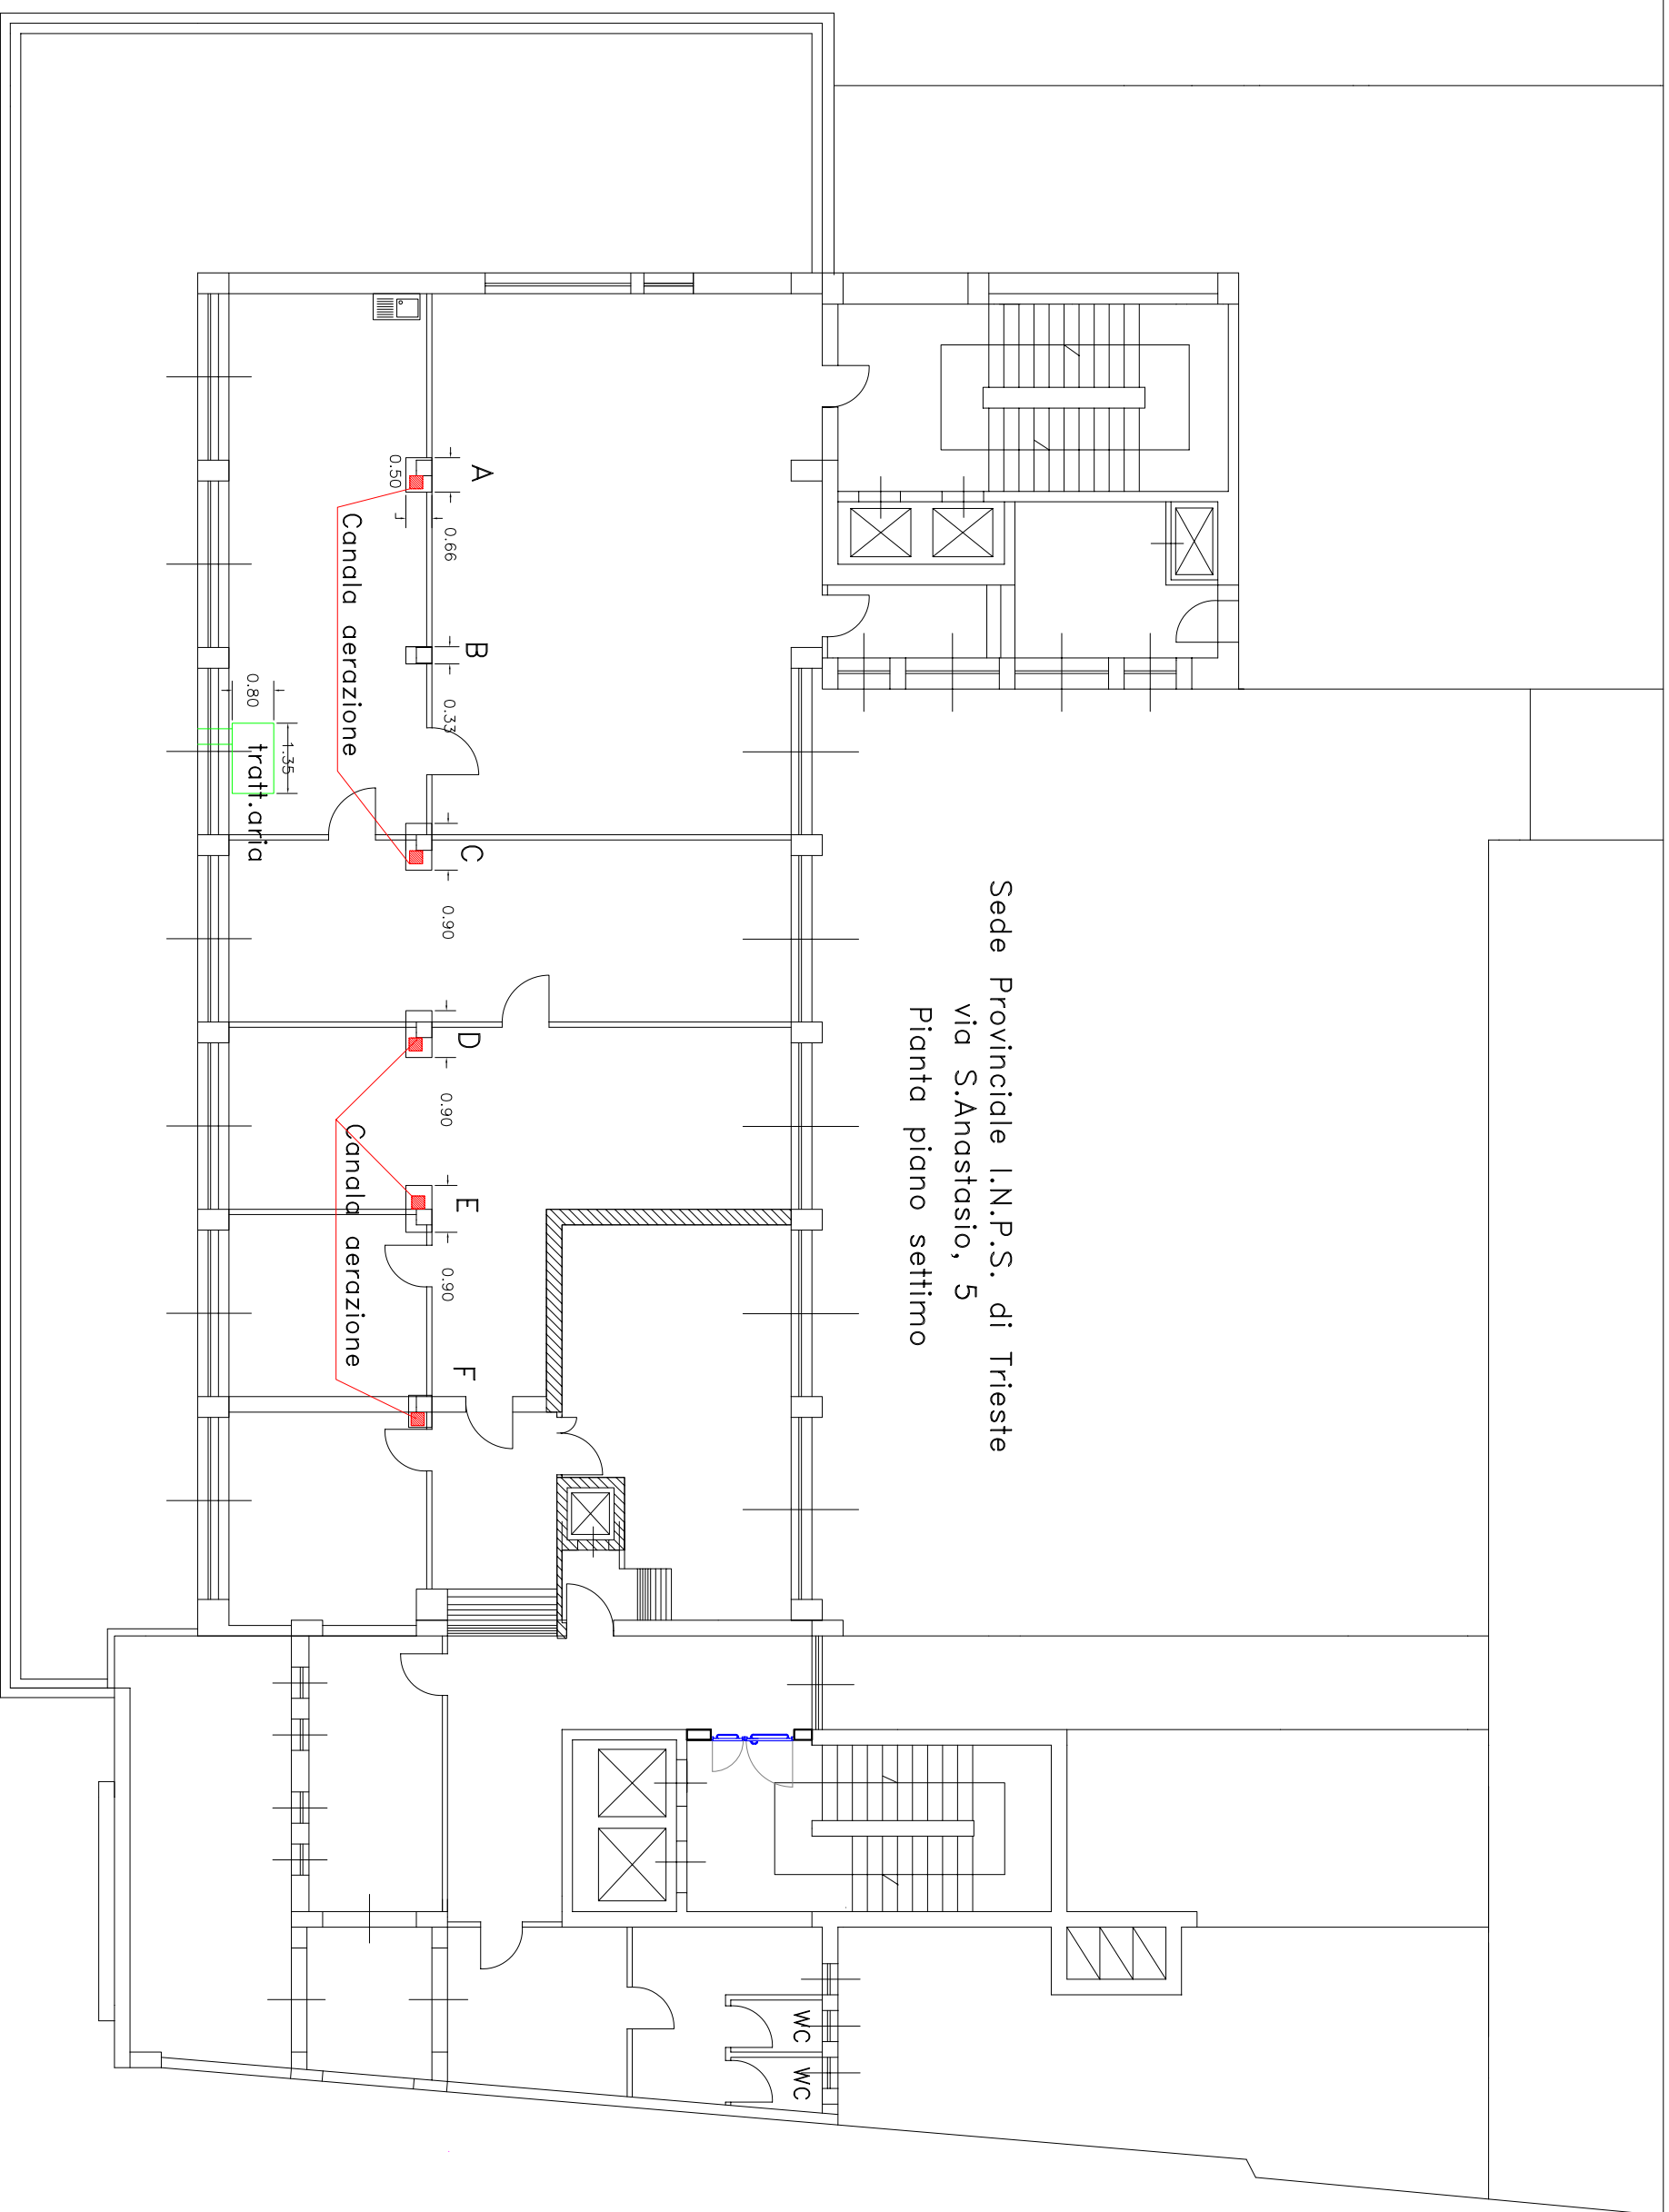 Sede Provinciale I.N.P.S. di Trieste
via S.Anastasio, 5
Pianta piano settimo
A
B
C
D
E
F
0.66
0.33
0.90
0.90
0.90
0.50
Canala aerazione
Canala aerazione
1.35
0.80
tratt.aria
WC
WC